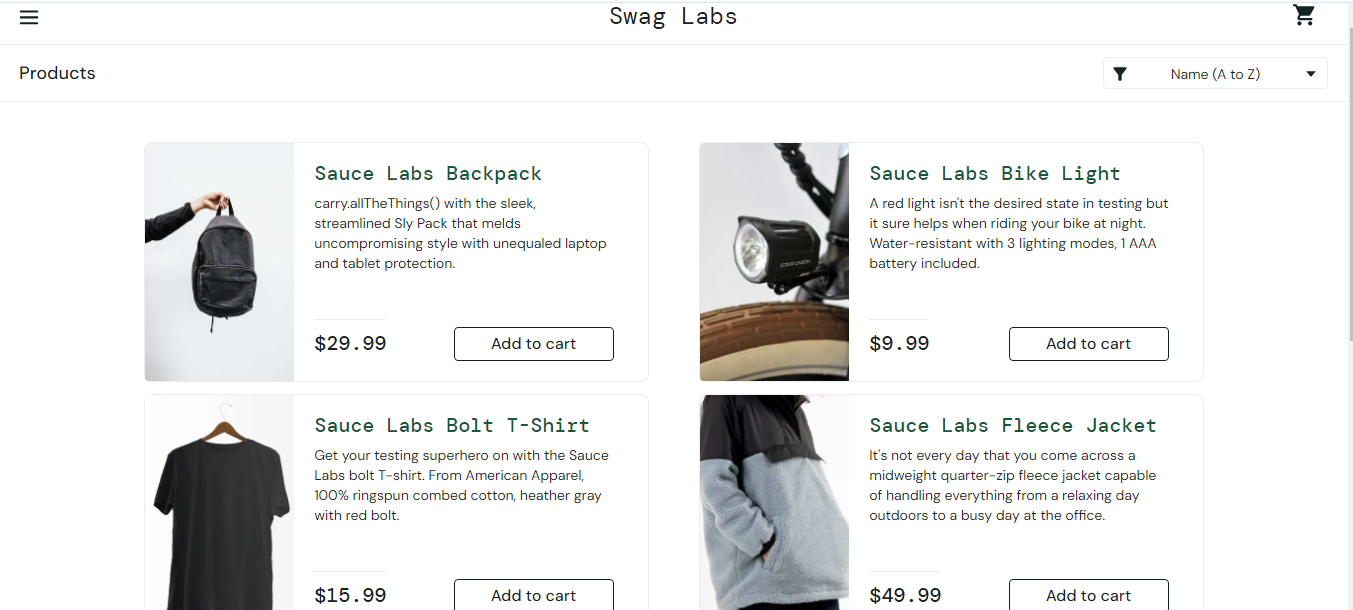 Swag Labs
Products
Name (A to Z)
Sauce Labs Backpack
carry.allTheThings() with the sleek,
streamlined Sly Pack that melds
uncompromising style with unequaled laptop
and tablet protection.
$29.99
Add to cart
Sauce Labs Bike Light
A red light isn't the desired state in testing but
it sure helps when riding your bike at night.
Water-resistant with 3 lighting modes, 1 AAA
battery included.
$9.99
Add to cart
STAR UNION
Sauce Labs Bolt T-Shirt
Get your testing superhero on with the Sauce
Labs bolt T-shirt. From American Apparel,
100% ringspun combed cotton, heather gray
with red bolt.
$15.99
Add to cart
Sauce Labs Fleece Jacket
It's not every day that you come across a
midweight quarter-zip fleece jacket capable
of handling everything from a relaxing day
outdoors to a busy day at the office.
$49.99
Add to cart